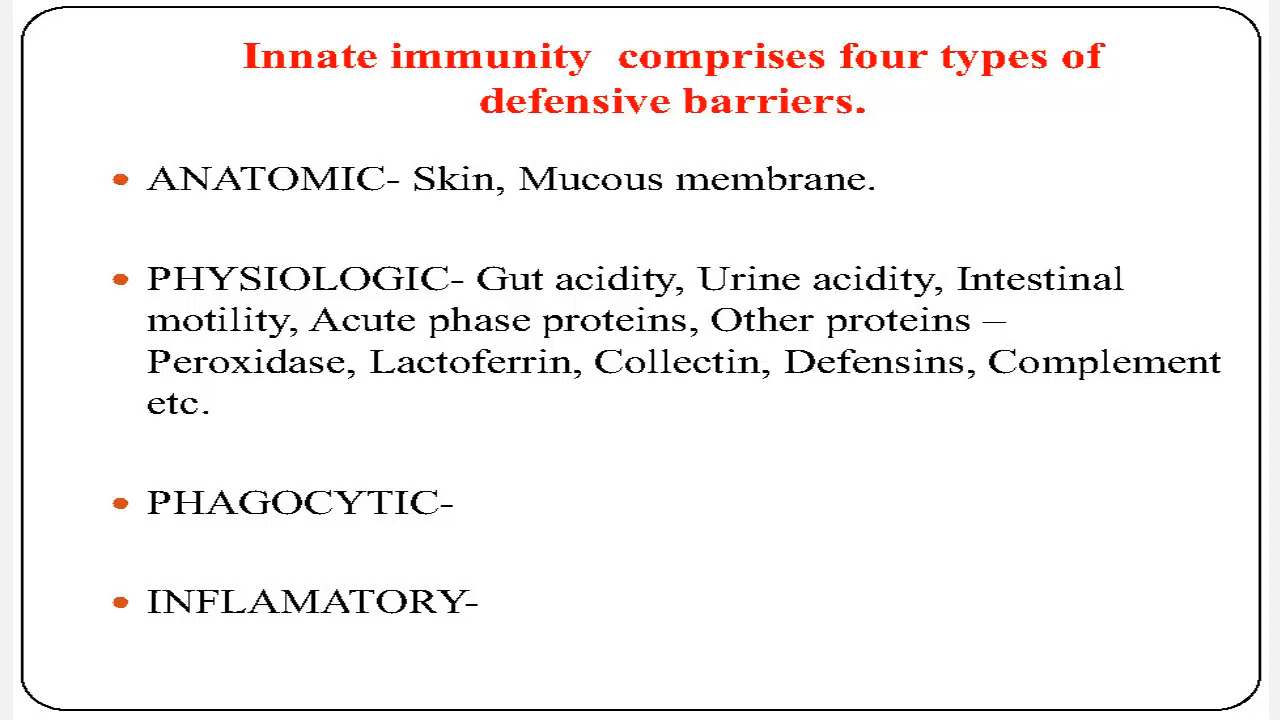 Innate immunity comprises four types of
defensive barriers.
• ANATOMIC- Skin, Mucous membrane.
• PHYSIOLOGIC- Gut acidity, Urine acidity, Intestinal
motility, Acute phase proteins, Other proteins –
Peroxidase, Lactoferrin, Collectin, Defensins, Complement
etc.
• PHAGOCYTIC-
• INFLAMATORY-